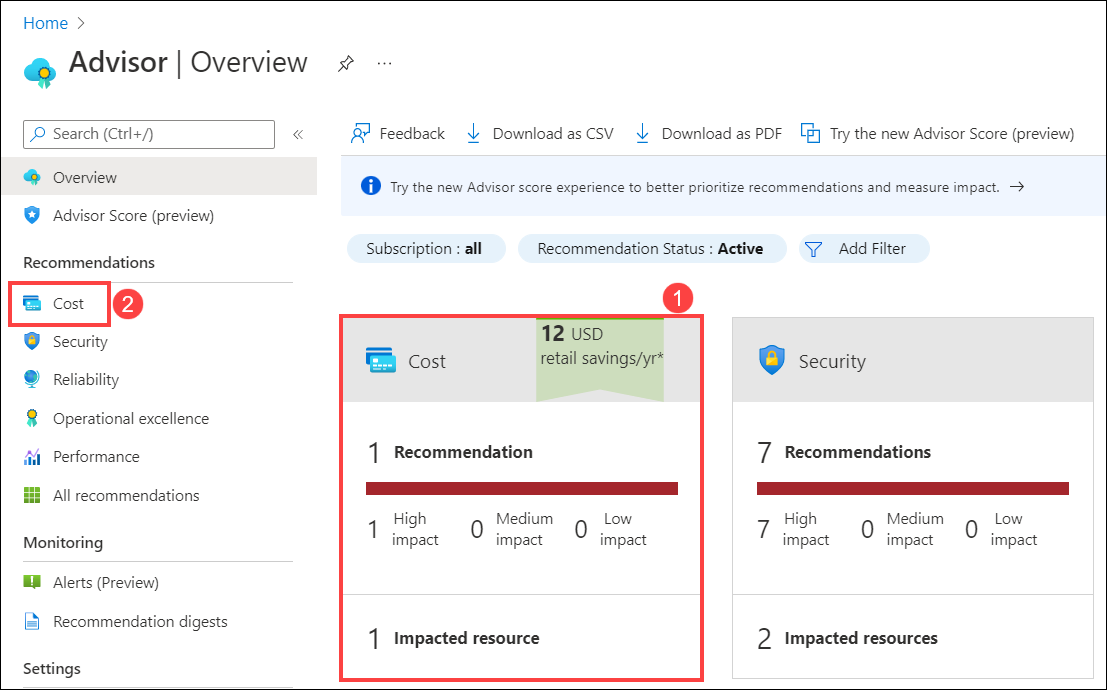 Home >
Advisor | Overview ...
Search (Ctrl+/) «
Overview
Advisor Score (preview)
Recommendations
Cost 2
Security
Reliability
Operational excellence
Performance
All recommendations
Monitoring
Alerts (Preview)
Recommendation digests
Settings
Feedback Download as CSV Download as PDF Try the new Advisor Score (preview)
Try the new Advisor score experience to better prioritize recommendations and measure impact. →
Subscription : all Recommendation Status : Active Add Filter
1
Cost
12 USD
retail savings/yr*
1 Recommendation
1 High impact 0 Medium impact 0 Low impact
1 Impacted resource
Security
7 Recommendations
7 High impact 0 Medium impact 0 Low impact
2 Impacted resources